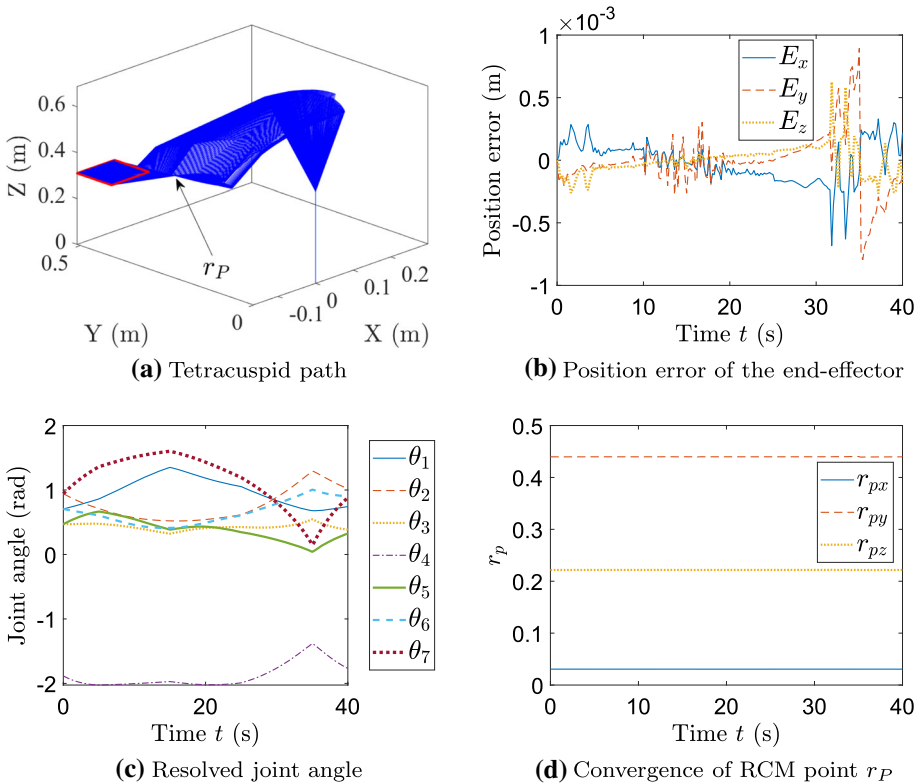 0.6
0.4
0.2
0
0.5
0
-0.1
0
0.1
0.2
Z (m)
Y (m)
X (m)
r_P
(a) Tetracuspid path
×10^-3
1
0.5
0
-0.5
-1
0 10 20 30 40
Position error (m)
Time t (s)
E_x
E_y
E_z
(b) Position error of the end-effector
2
1
0
-1
-2
0 20 40
Joint angle (rad)
Time t (s)
θ_1
θ_2
θ_3
θ_4
θ_5
θ_6
θ_7
(c) Resolved joint angle
0.5
0.4
0.3
0.2
0.1
0
0 10 20 30 40
r_p
Time t (s)
r_px
r_py
r_pz
(d) Convergence of RCM point r_P